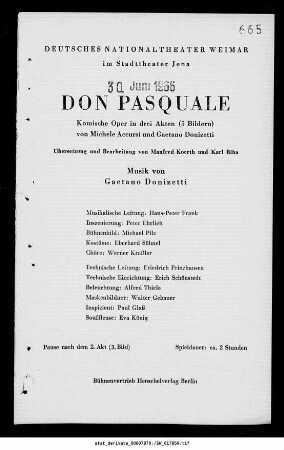 665
DEUTSCHES NATIONALTHEATER WEIMAR
im Stadttheater Jena
30. Juni 1966
DON PASQUALE
Komische Oper in drei Akten (5 Bildern)
von Michele Accursi und Gaetano Donizetti
Übersetzung und Bearbeitung von Manfred Koerth und Karl Riha
Musik von
Gaetano Donizetti
Musikalische Leitung: Hans-Peter Frank
Inszenierung: Peter Ehrlich
Bühnenbild: Michael Pilz
Kostüme: Eberhard Söhnel
Chöre: Werner Kraßler
Technische Leitung: Friedrich Prinzhausen
Technische Einrichtung: Erich Schönstedt
Beleuchtung: Alfred Thiele
Maskenbildner: Walter Gebauer
Inspizient: Paul Glaß
Souffleuse: Eva König
Pause nach dem 2. Akt (3. Bild)
Spieldauer: ca. 2 Stunden
Bühnenvertrieb Henschelverlag Berlin